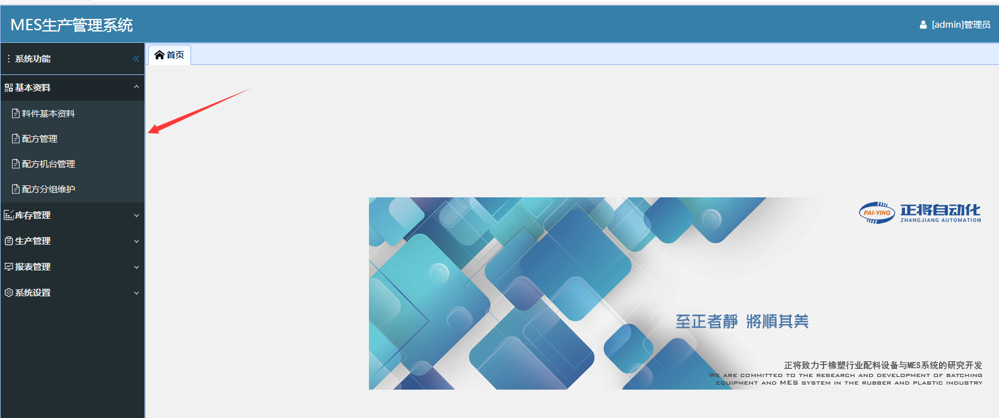 MES生产管理系统
[admin]管理员
系统功能
首页
基本资料
料件基本资料
配方管理
配方机台管理
配方分组维护
库存管理
生产管理
报表管理
系统设置
PAI-YING
正将自动化
ZHANGJIANG AUTOMATION
至正者靜 將順其美
正将致力于橡塑行业配料设备与MES系统的研究开发
WE ARE COMMITTED TO THE RESEARCH AND DEVELOPMENT OF BATCHING
EQUIPMENT AND MES SYSTEM IN THE RUBBER AND PLASTIC INDUSTRY